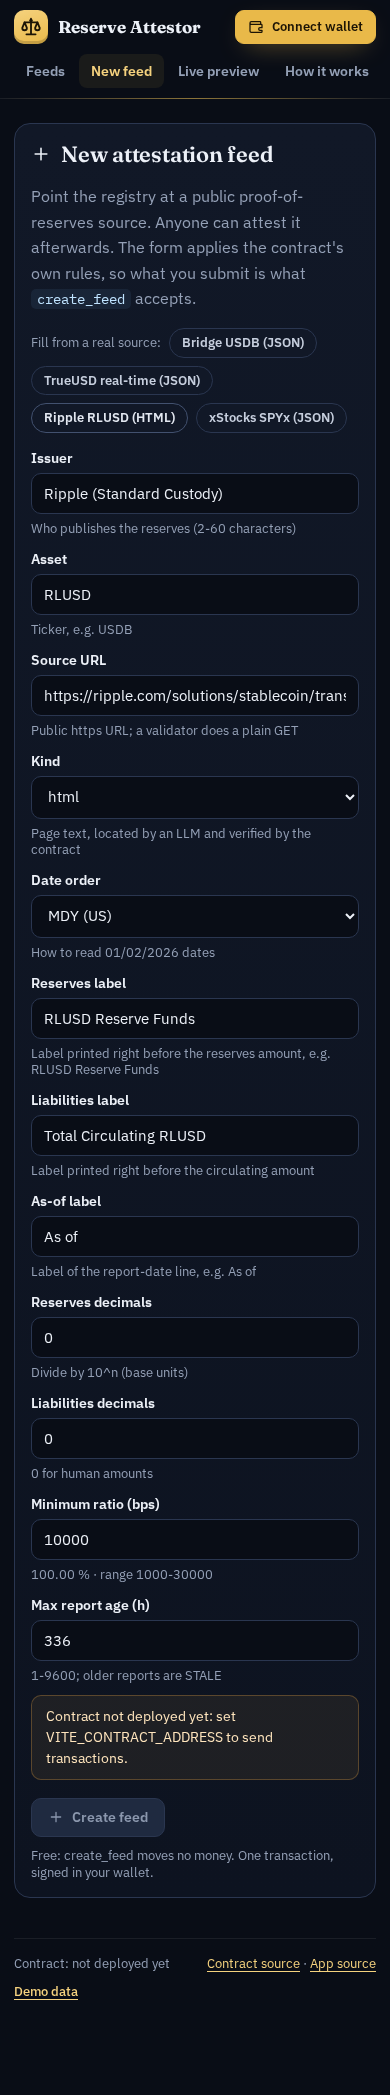 Reserve Attestor
Connect wallet
Feeds
New feed
Live preview
How it works
New attestation feed
Point the registry at a public proof-of-
reserves source. Anyone can attest it
afterwards. The form applies the contract's
own rules, so what you submit is what
create_feed accepts.
Fill from a real source:
Bridge USDB (JSON)
TrueUSD real-time (JSON)
Ripple RLUSD (HTML)
xStocks SPYx (JSON)
Issuer
Ripple (Standard Custody)
Who publishes the reserves (2-60 characters)
Asset
RLUSD
Ticker, e.g. USDB
Source URL
https://ripple.com/solutions/stablecoin/trans
Public https URL; a validator does a plain GET
Kind
html
Page text, located by an LLM and verified by the
contract
Date order
MDY (US)
How to read 01/02/2026 dates
Reserves label
RLUSD Reserve Funds
Label printed right before the reserves amount, e.g.
RLUSD Reserve Funds
Liabilities label
Total Circulating RLUSD
Label printed right before the circulating amount
As-of label
As of
Label of the report-date line, e.g. As of
Reserves decimals
0
Divide by 10^n (base units)
Liabilities decimals
0
0 for human amounts
Minimum ratio (bps)
10000
100.00 % · range 1000-30000
Max report age (h)
336
1-9600; older reports are STALE
Contract not deployed yet: set
VITE_CONTRACT_ADDRESS to send
transactions.
Create feed
Free: create_feed moves no money. One transaction,
signed in your wallet.
Contract: not deployed yet
Contract source · App source
Demo data